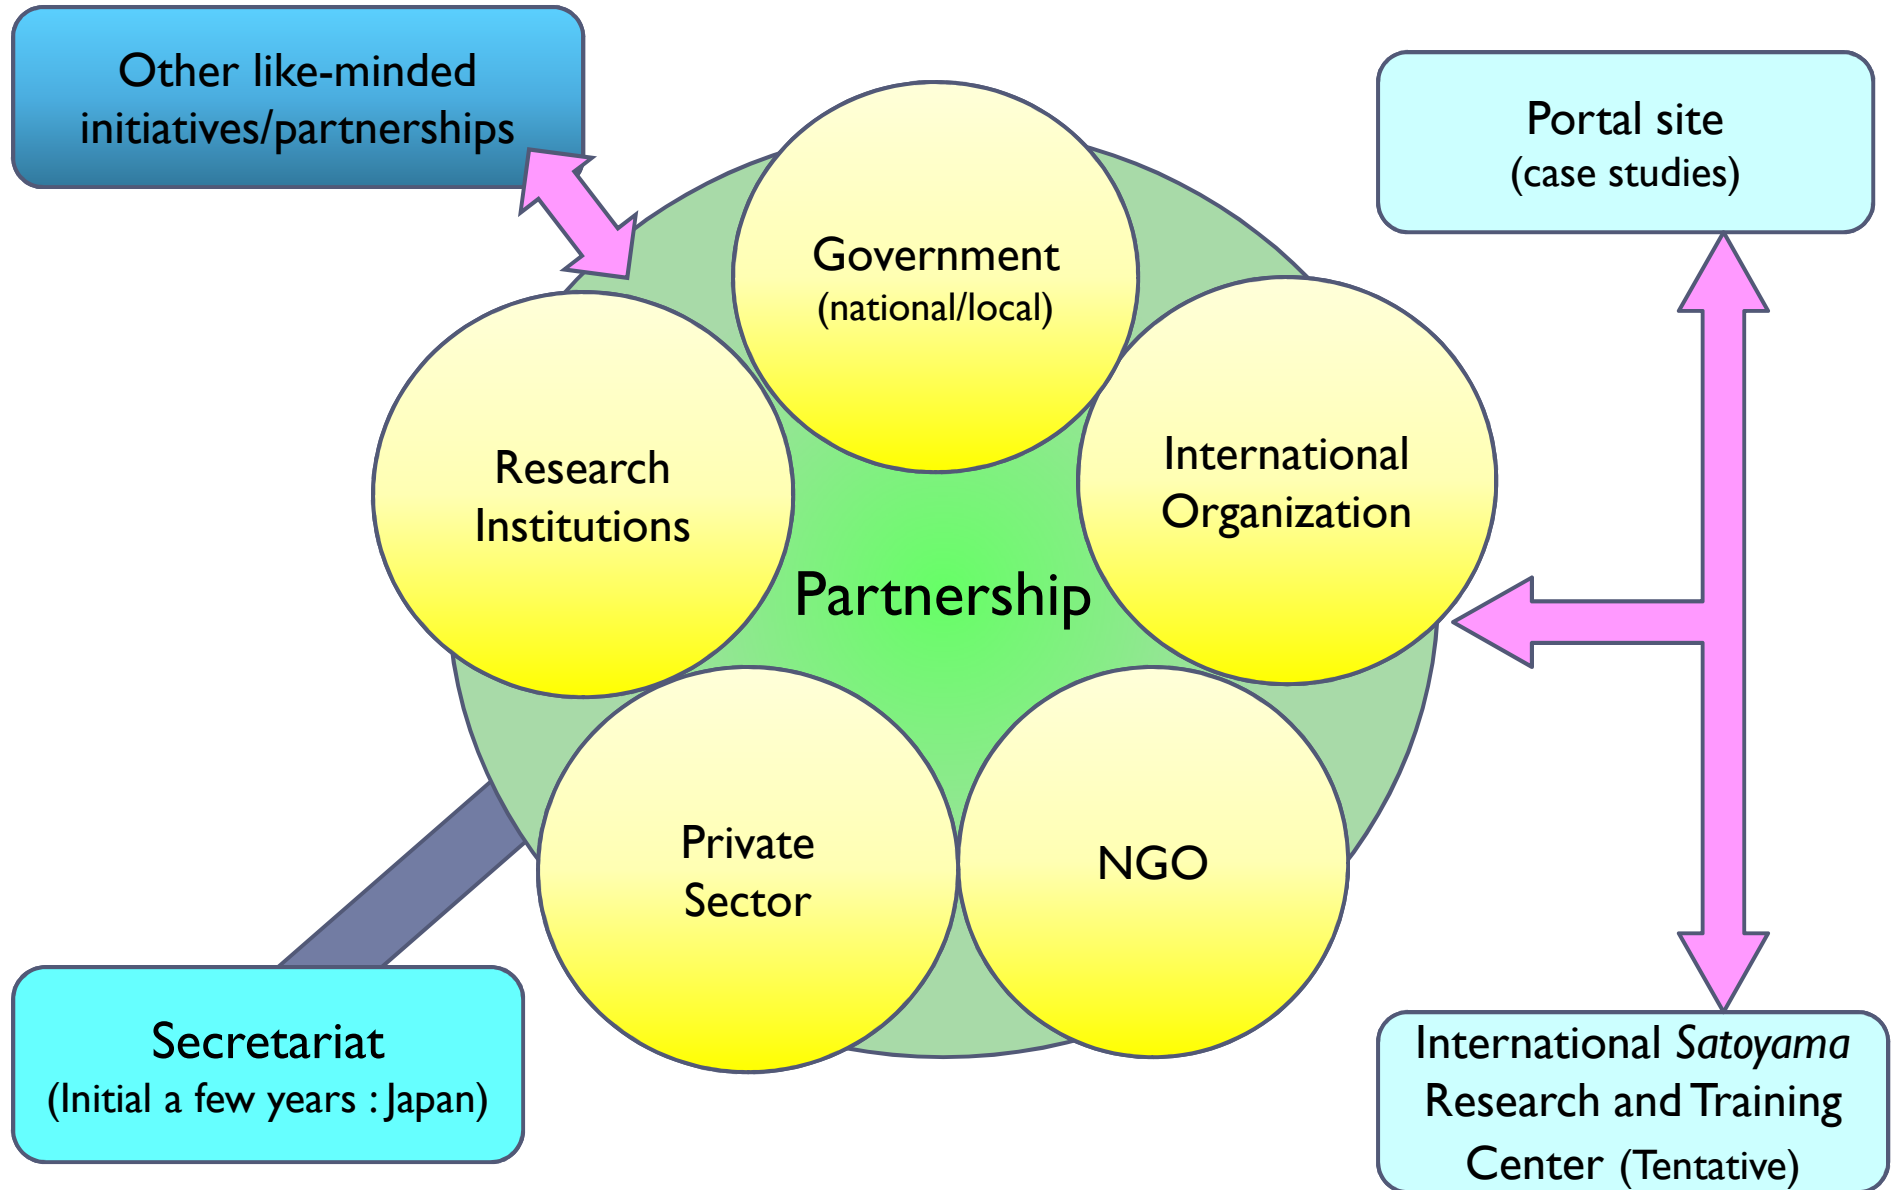 Other like-minded
initiatives/partnerships
Portal site
(case studies)
Government
(national/local)
Research
Institutions
International
Organization
Partnership
Private
Sector
NGO
Secretariat
(Initial a few years : Japan)
International Satoyama
Research and Training
Center (Tentative)